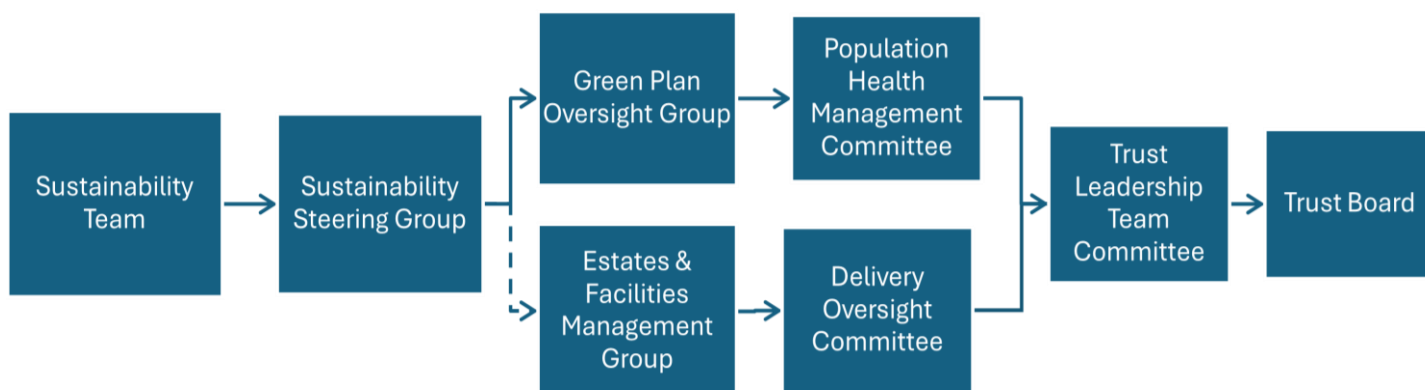 Sustainability
Team
Sustainability
Steering Group
Green Plan
Oversight Group
Population
Health
Management
Committee
Estates &
Facilities
Management
Group
Delivery
Oversight
Committee
Trust
Leadership
Team
Committee
Trust Board